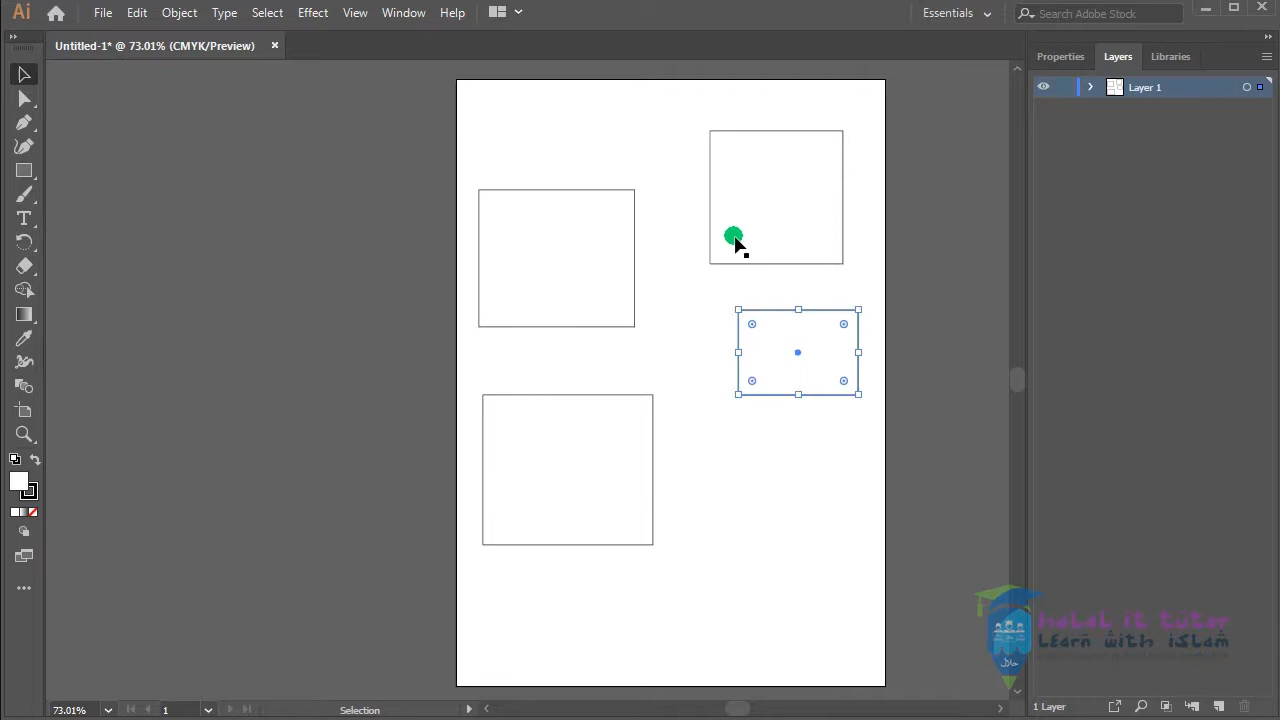 Ai File Edit Object Type Select Effect View Window Help Essentials Search Adobe Stock
Untitled-1* @ 73.01% (CMYK/Preview)
Properties Layers Libraries
Layer 1
T
halal it tutor
Learn with islam
حلال
1 Layer
73.01% 1 Selection